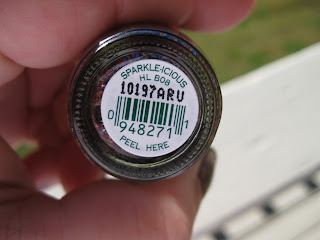 SPARKLE-ICIOUS
HL B08
10197ARU
0 948271 1
PEEL HERE